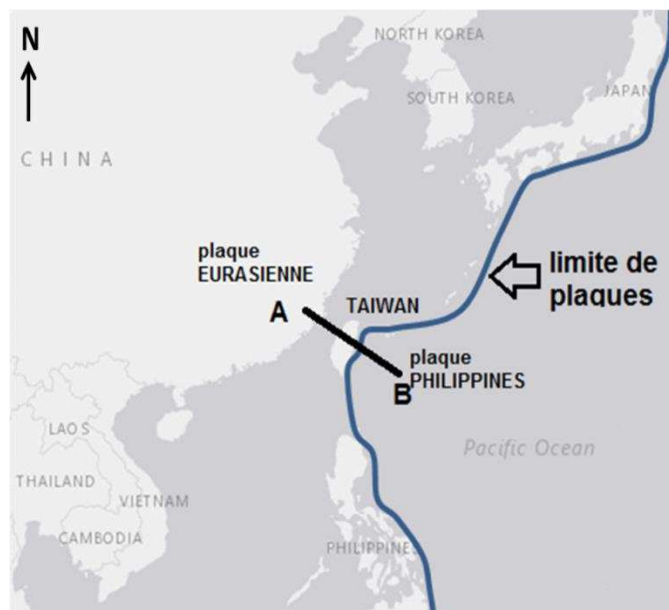 N
NORTH KOREA
SOUTH KOREA
JAPAN
CHINA
plaque
EURASIENNE
limite de
plaques
A
TAIWAN
plaque
PHILIPPINES
B
LAOS
Pacific Ocean
THAILAND
VIETNAM
CAMBODIA
PHILIPPINES